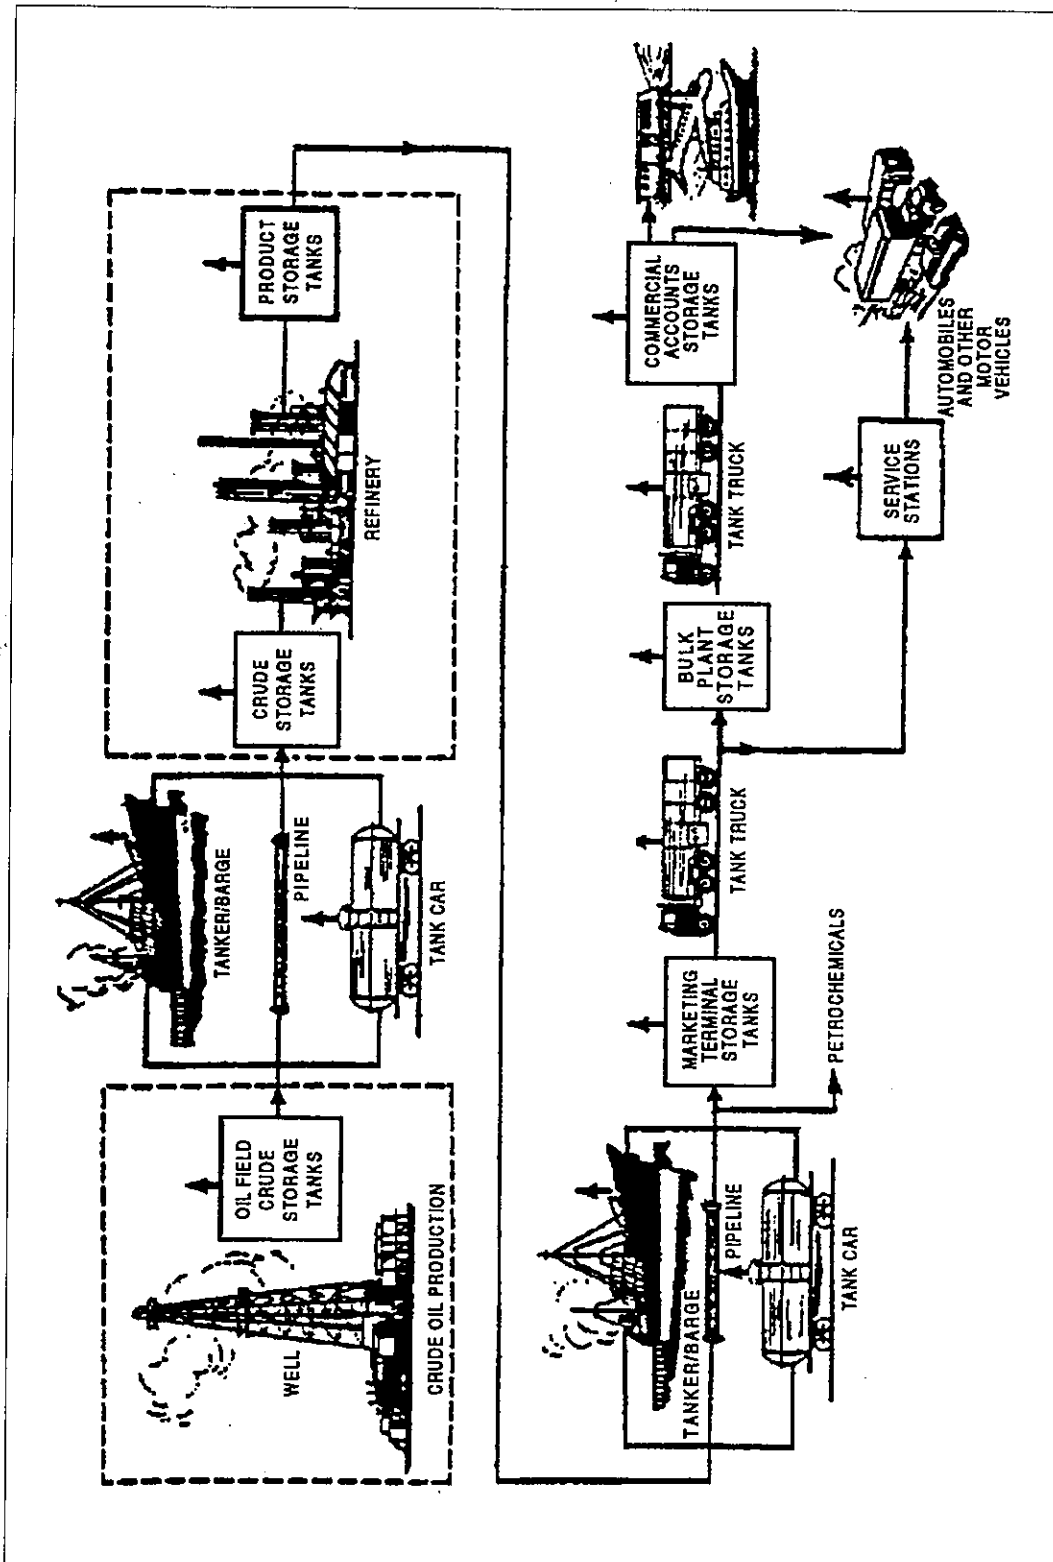 WELL
OIL FIELD
CRUDE
STORAGE
TANKS
CRUDE OIL PRODUCTION
TANKER/BARGE
PIPELINE
TANK CAR
CRUDE
STORAGE
TANKS
REFINERY
PRODUCT
STORAGE
TANKS
TANKER/BARGE
PIPELINE
TANK CAR
PETROCHEMICALS
MARKETING
TERMINAL
STORAGE
TANKS
TANK TRUCK
BULK
PLANT
STORAGE
TANKS
TANK TRUCK
COMMERCIAL
ACCOUNTS
STORAGE
TANKS
SERVICE
STATIONS
AUTOMOBILES
AND OTHER
MOTOR
VEHICLES